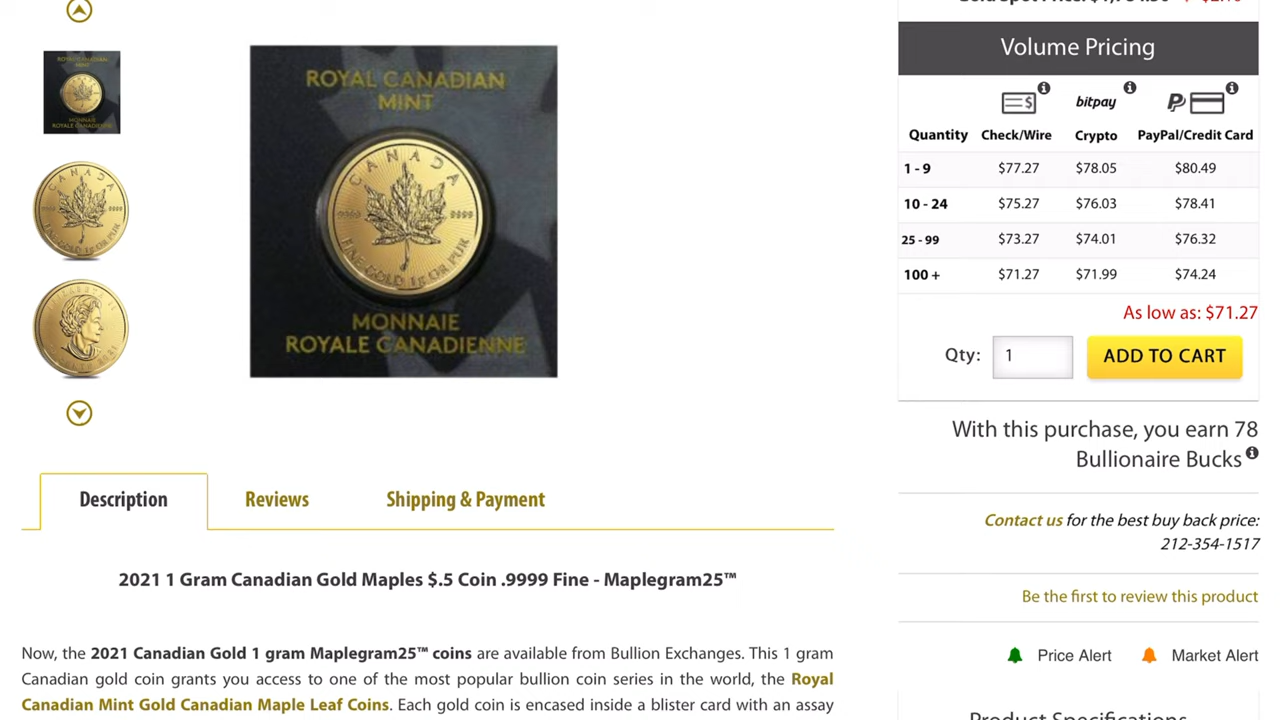 Volume Pricing
bitpay
Quantity Check/Wire Crypto PayPal/Credit Card
1 - 9 $77.27 $78.05 $80.49
10 - 24 $75.27 $76.03 $78.41
25 - 99 $73.27 $74.01 $76.32
100 + $71.27 $71.99 $74.24
As low as: $71.27
Qty: 1 ADD TO CART
With this purchase, you earn 78
Bullionaire Bucks
Contact us for the best buy back price:
212-354-1517
Be the first to review this product
Price Alert Market Alert
Product Specifications
ROYAL CANADIAN
MINT
CANADA
9999 9999
FINE GOLD 1g OR PUR
MONNAIE
ROYALE CANADIENNE
Description Reviews Shipping & Payment
2021 1 Gram Canadian Gold Maples $.5 Coin .9999 Fine - Maplegram25™
Now, the 2021 Canadian Gold 1 gram Maplegram25™ coins are available from Bullion Exchanges. This 1 gram
Canadian gold coin grants you access to one of the most popular bullion coin series in the world, the Royal
Canadian Mint Gold Canadian Maple Leaf Coins. Each gold coin is encased inside a blister card with an assay